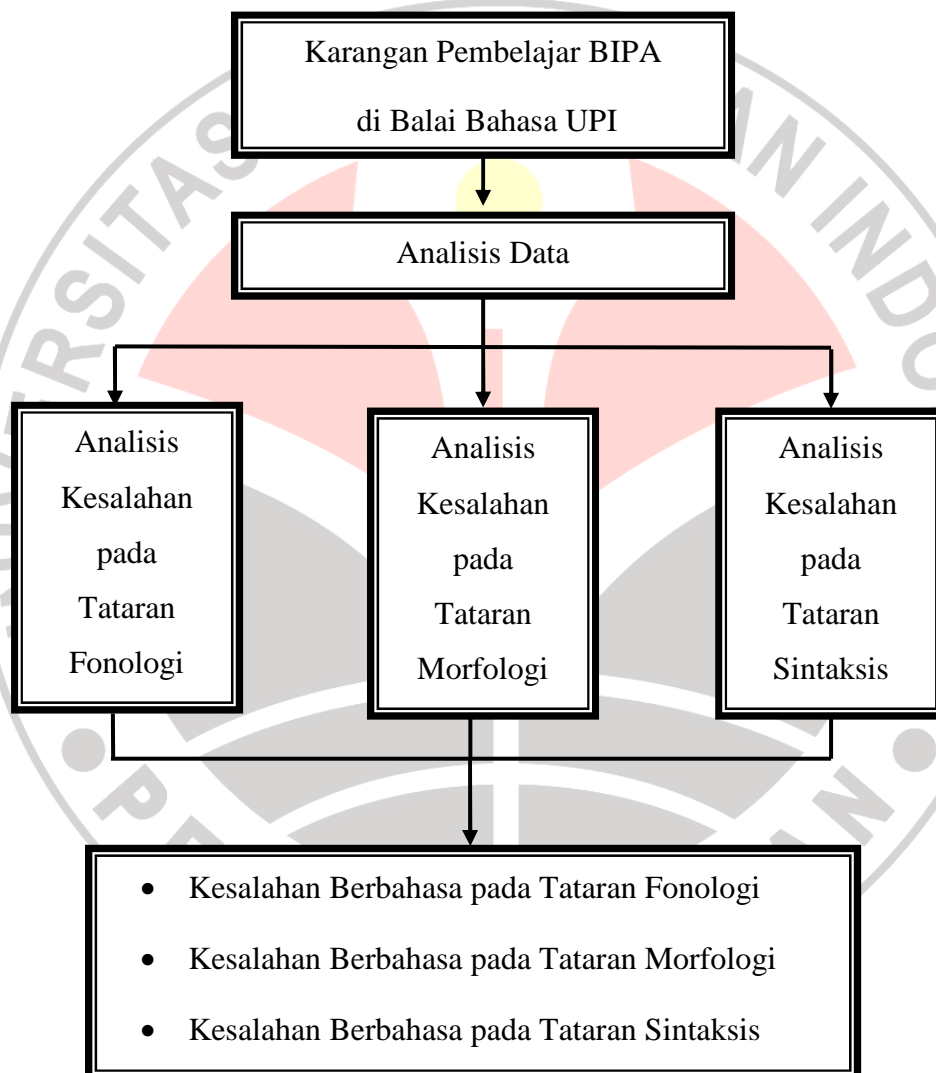 Karangan Pembelajar BIPA
di Balai Bahasa UPI
Analisis Data
Analisis
Kesalahan
pada
Tataran
Fonologi
Analisis
Kesalahan
pada
Tataran
Morfologi
Analisis
Kesalahan
pada
Tataran
Sintaksis
• Kesalahan Berbahasa pada Tataran Fonologi
• Kesalahan Berbahasa pada Tataran Morfologi
• Kesalahan Berbahasa pada Tataran Sintaksis